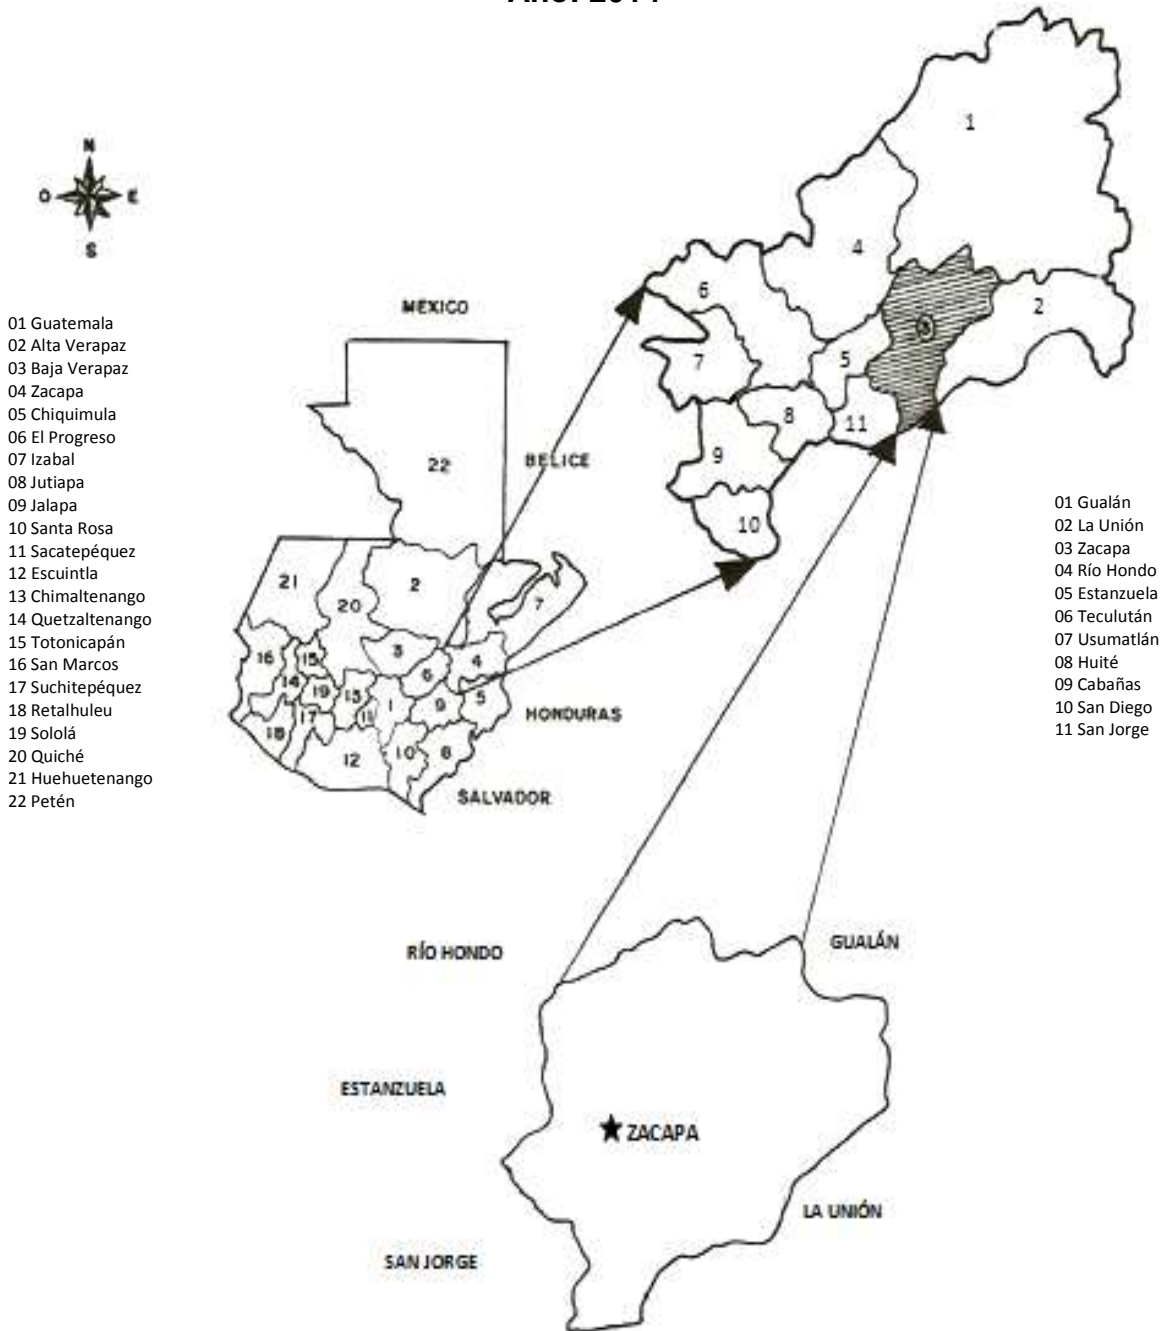 N
O E
S
1
4
6
2
3
5
7
8
11
9
10
MEXICO
BELICE
22
21
20
2
7
16
15
3
4
14
19
13
6
5
18
17
11
1
9
12
10
8
HONDURAS
SALVADOR
01 Guatemala
02 Alta Verapaz
03 Baja Verapaz
04 Zacapa
05 Chiquimula
06 El Progreso
07 Izabal
08 Jutiapa
09 Jalapa
10 Santa Rosa
11 Sacatepéquez
12 Escuintla
13 Chimaltenango
14 Quetzaltenango
15 Totonicapán
16 San Marcos
17 Suchitepéquez
18 Retalhuleu
19 Sololá
20 Quiché
21 Huehuetenango
22 Petén
01 Gualán
02 La Unión
03 Zacapa
04 Río Hondo
05 Estanzuela
06 Teculután
07 Usumatlán
08 Huité
09 Cabañas
10 San Diego
11 San Jorge
RÍO HONDO
GUALÁN
ESTANZUELA
ZACAPA
LA UNIÓN
SAN JORGE